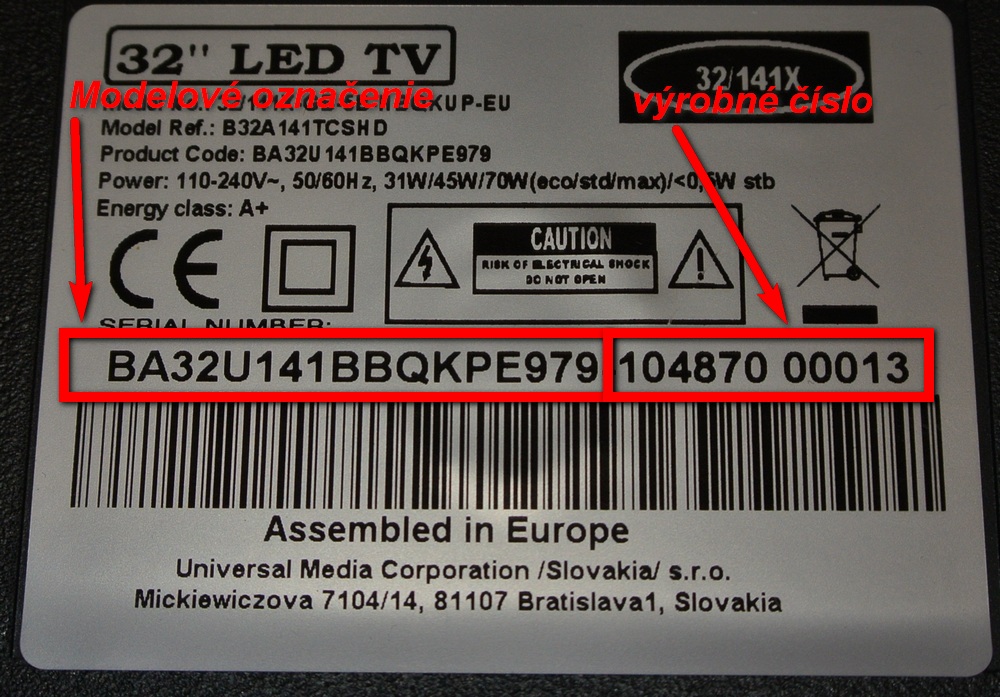 32" LED TV
32/141X
Modelové označenie
výrobné číslo
KUP-EU
Model Ref.: B32A141TCSHD
Product Code: BA32U141BBQKPE979
Power: 110-240V~, 50/60Hz, 31W/45W/70W(eco/std/max)/<0,5W stb
Energy class: A+
CE
CAUTION
RISK OF ELECTRICAL SHOCK
DO NOT OPEN
SERIAL NUMBER:
BA32U141BBQKPE979 104870 00013
Assembled in Europe
Universal Media Corporation /Slovakia/ s.r.o.
Mickiewiczova 7104/14, 81107 Bratislava1, Slovakia